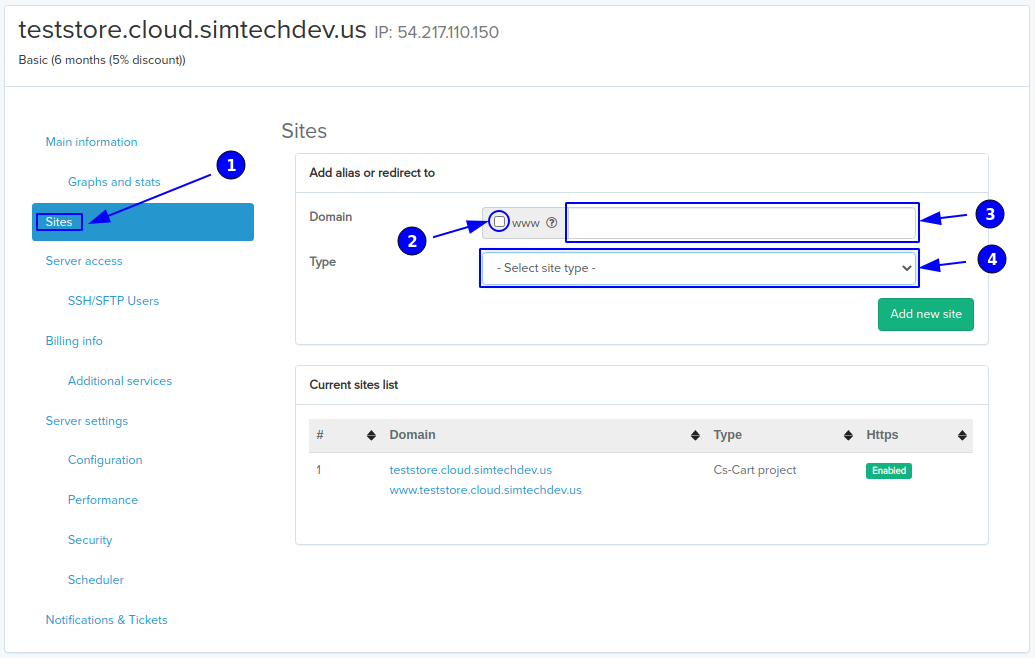 teststore.cloud.simtechdev.us IP: 54.217.110.150
Basic (6 months (5% discount))
Main information
Graphs and stats
1
Sites
Server access
SSH/SFTP Users
Billing info
Additional services
Server settings
Configuration
Performance
Security
Scheduler
Notifications & Tickets
Sites
Add alias or redirect to
Domain
www ?
2
3
Type
- Select site type -
4
Add new site
Current sites list
# Domain Type Https
1 teststore.cloud.simtechdev.us Cs-Cart project Enabled
www.teststore.cloud.simtechdev.us